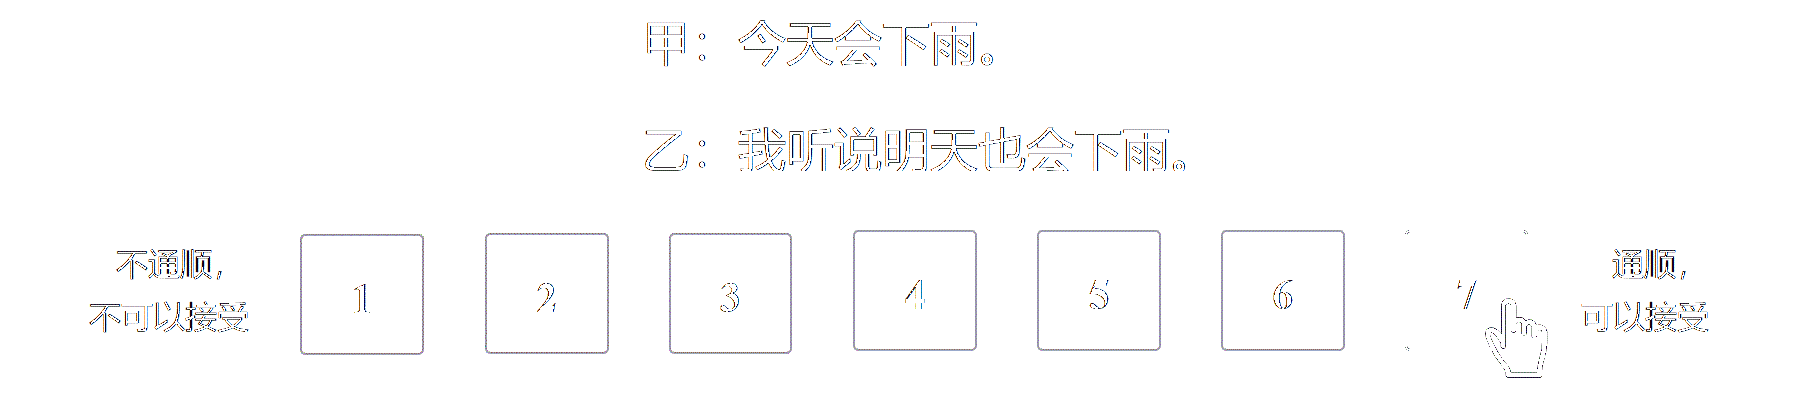 甲：今天会下雨。
乙：我听说明天也会下雨。
不通顺，
不可以接受
1 2 3 4 5 6 7
通顺，
可以接受